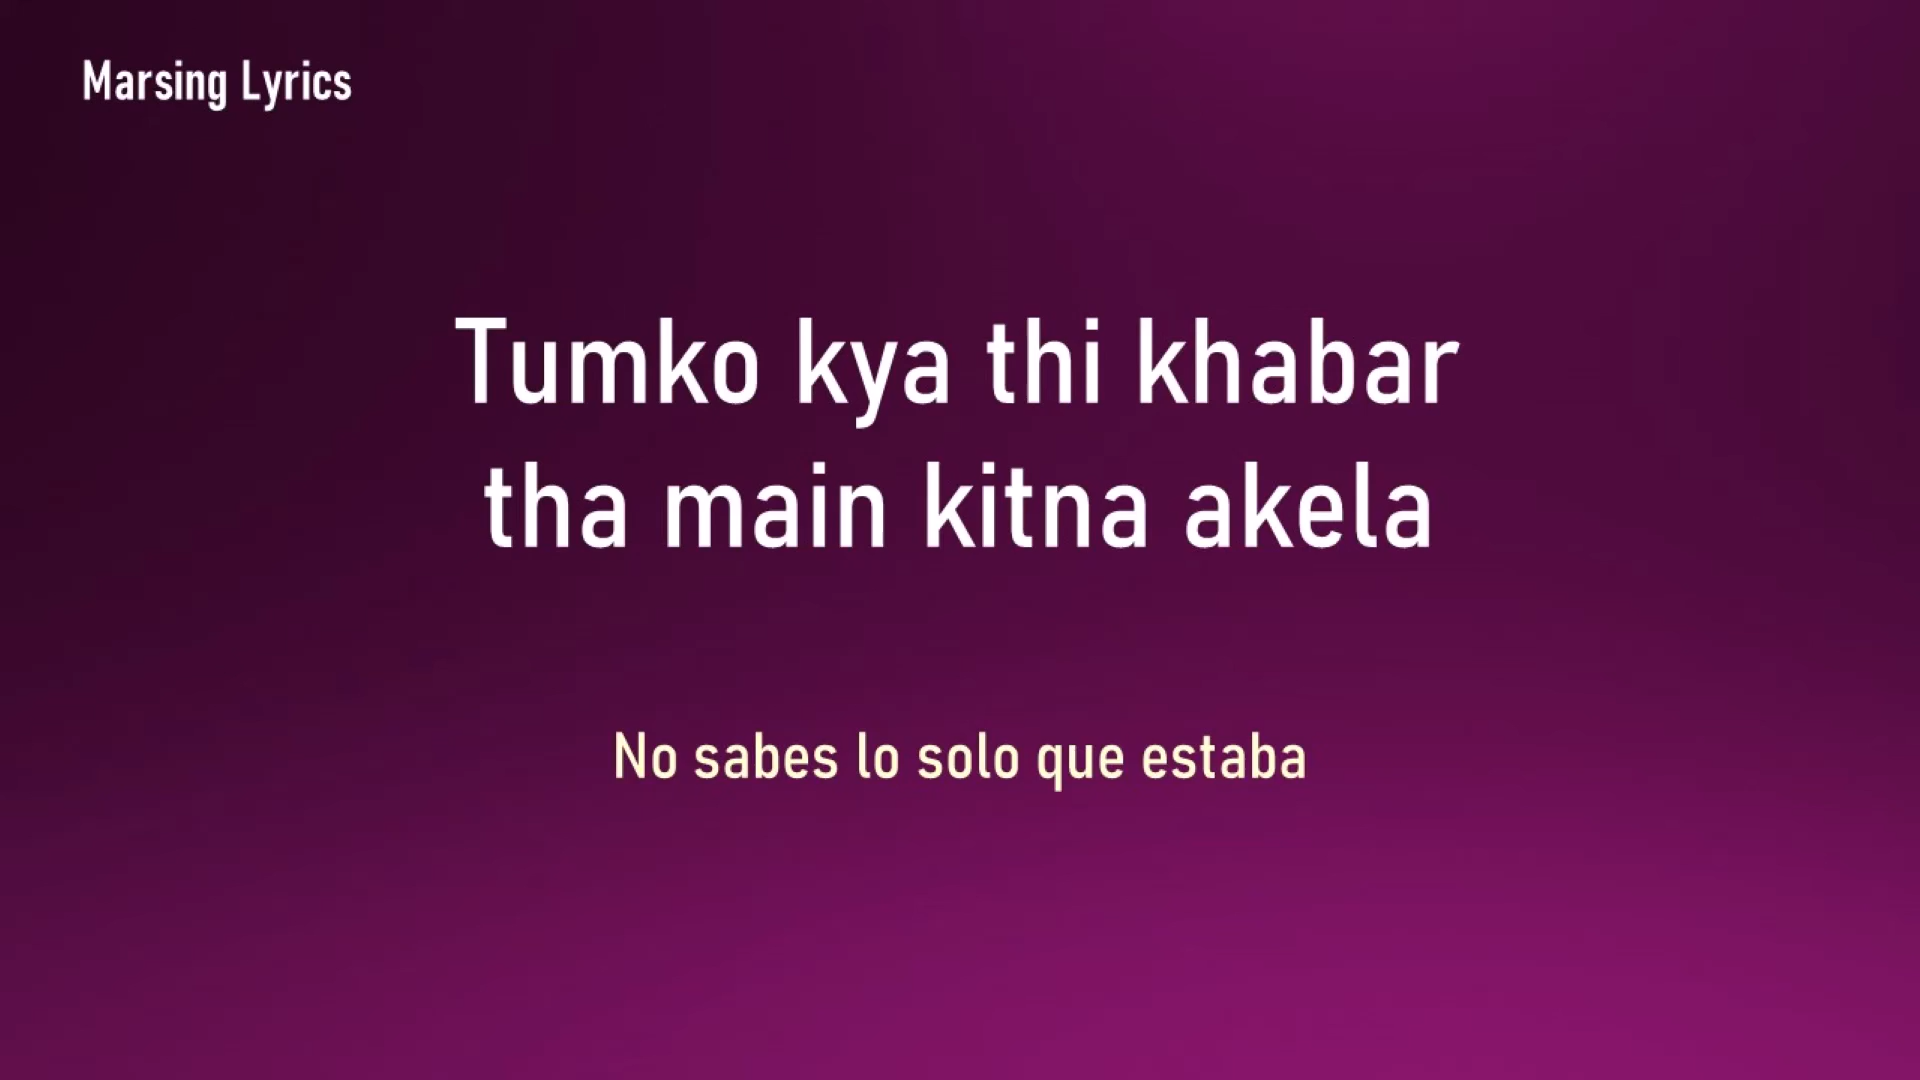 Marsing Lyrics
Tumko kya thi khabar
tha main kitna akela
No sabes lo solo que estaba